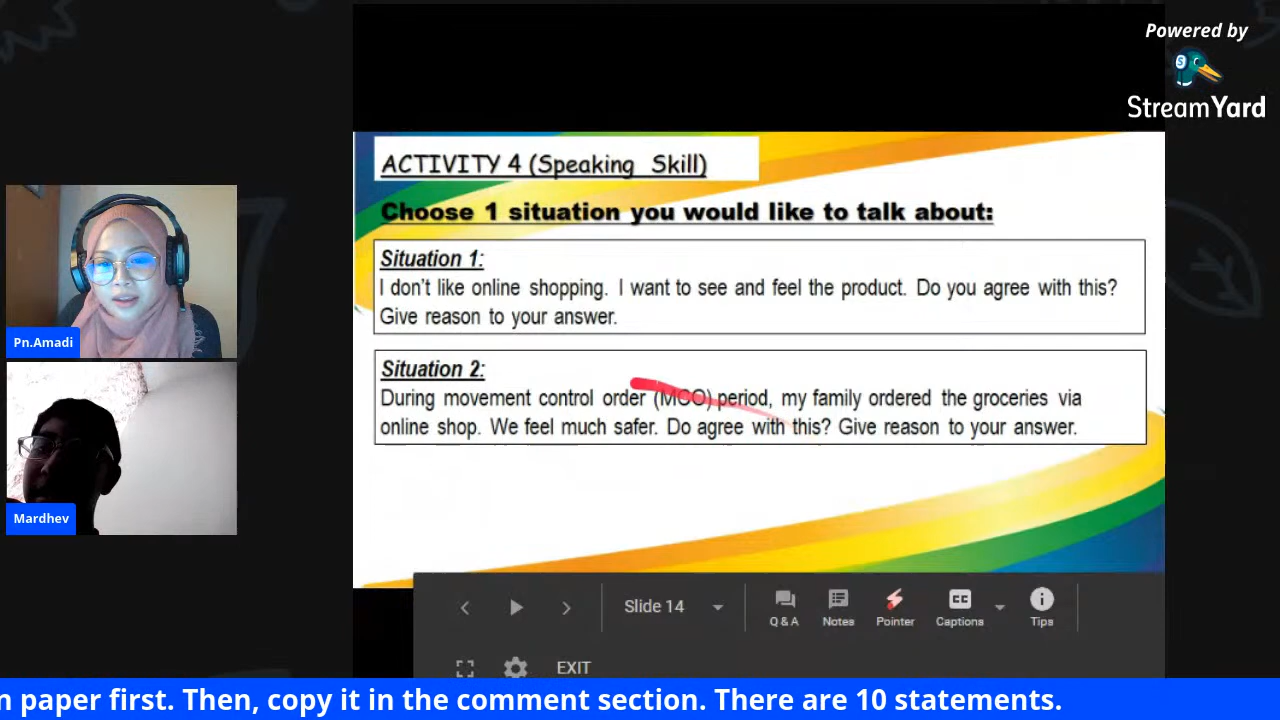 Powered by
StreamYard
ACTIVITY 4 (Speaking Skill)
Choose 1 situation you would like to talk about:
Situation 1:
I don't like online shopping. I want to see and feel the product. Do you agree with this?
Give reason to your answer.
Situation 2:
During movement control order (MCO) period, my family ordered the groceries via
online shop. We feel much safer. Do agree with this? Give reason to your answer.
Pn.Amadi
Mardhev
Slide 14
Q & A
Notes
Pointer
CC
Captions
Tips
EXIT
n paper first. Then, copy it in the comment section. There are 10 statements.